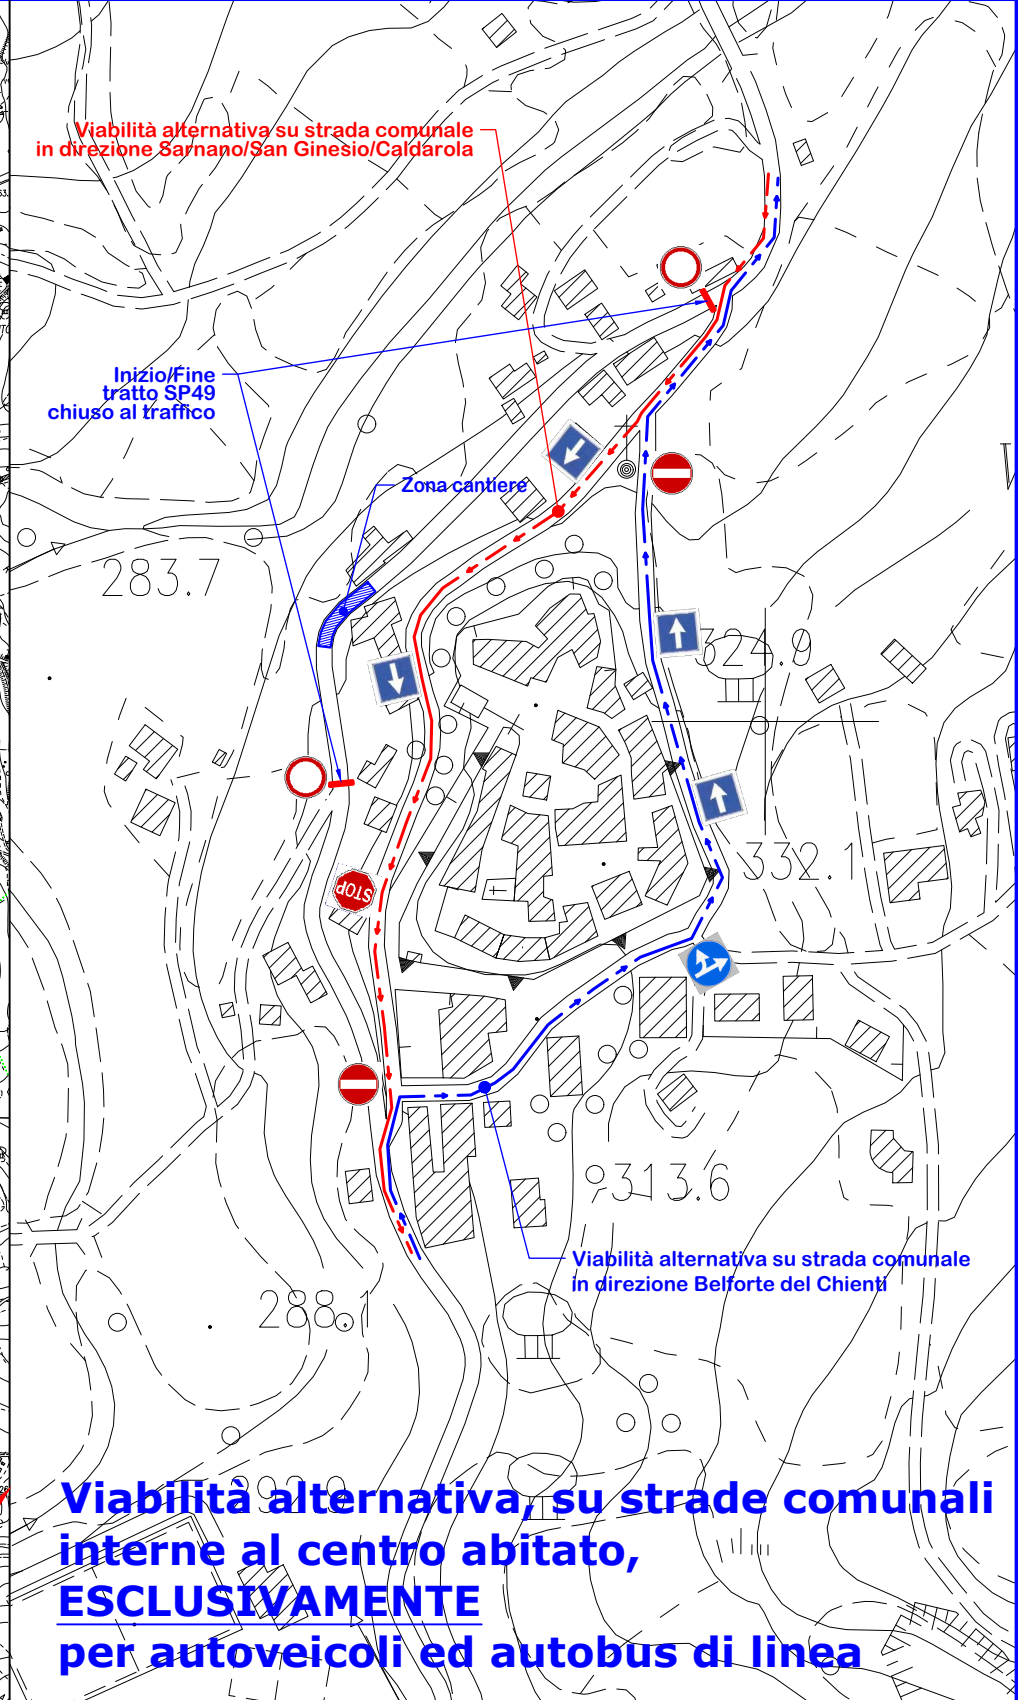 Viabilità alternativa su strada comunale
in direzione Sarnano/San Ginesio/Caldarola
Inizio/Fine
tratto SP49
chiuso al traffico
Zona cantiere
283.7
324.9
332.1
STOP
313.6
Viabilità alternativa su strada comunale
in direzione Belforte del Chienti
288.1
292.9
Viabilità alternativa, su strade comunali
interne al centro abitato,
ESCLUSIVAMENTE
per autoveicoli ed autobus di linea